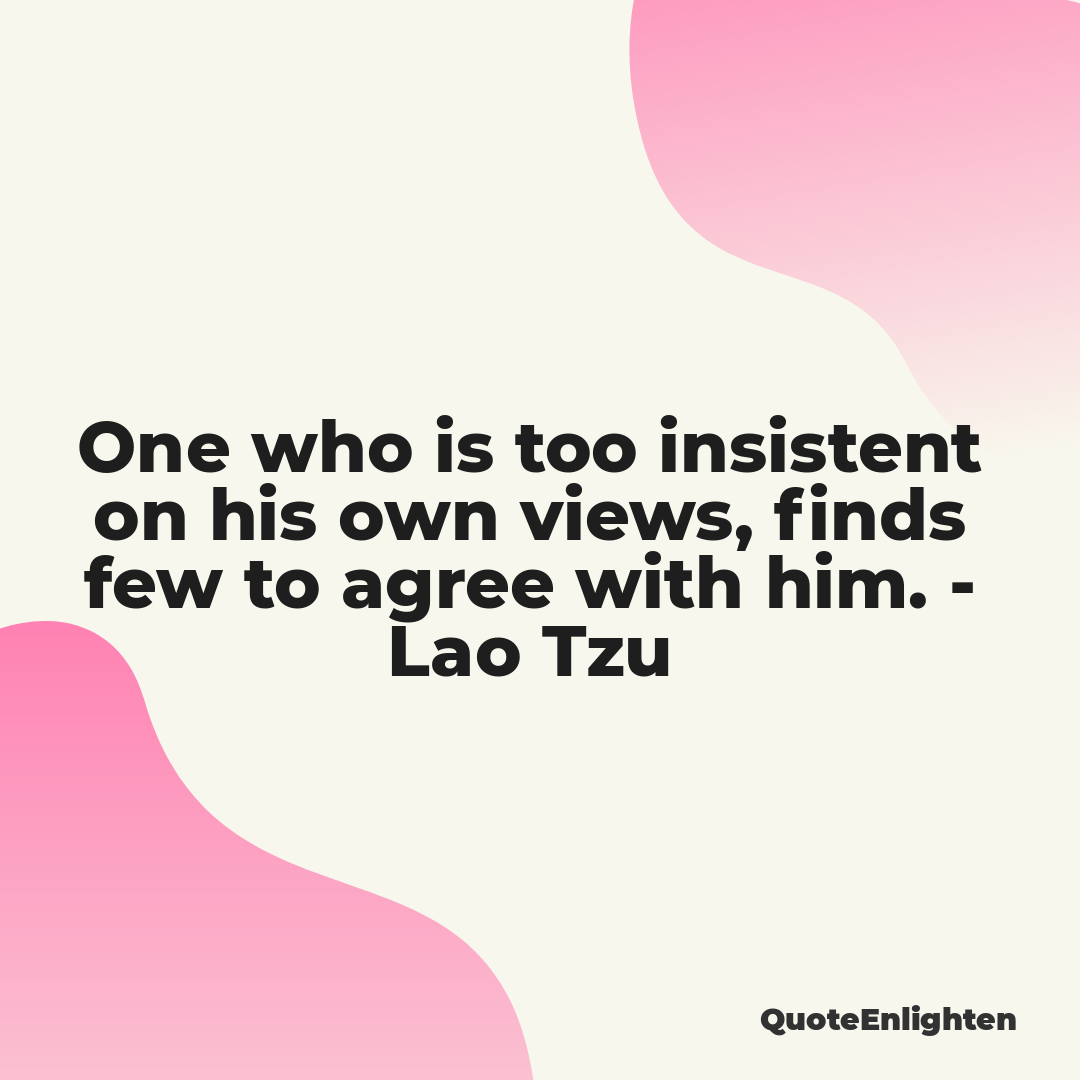 One who is too insistent
on his own views, finds
few to agree with him. -
Lao Tzu
QuoteEnlighten